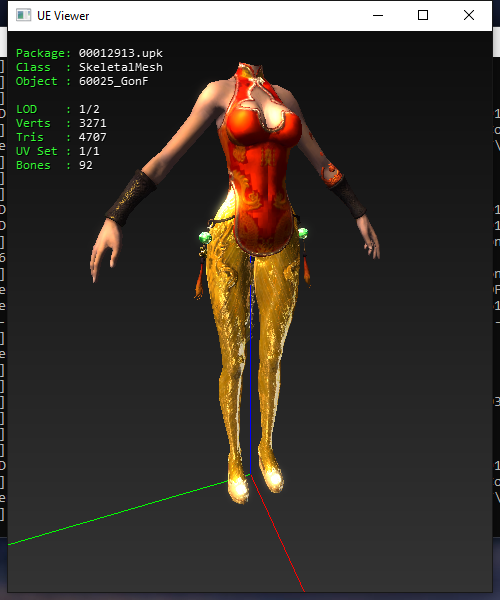 UE Viewer
Package: 00012913.upk
Class : SkeletalMesh
Object : 60025_GonF
LOD : 1/2
Verts : 3271
Tris : 4707
UV Set : 1/1
Bones : 92